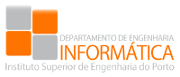 DEPARTAMENTO DE ENGENHARIA
INFORMÁTICA
Instituto Superior de Engenharia do Porto